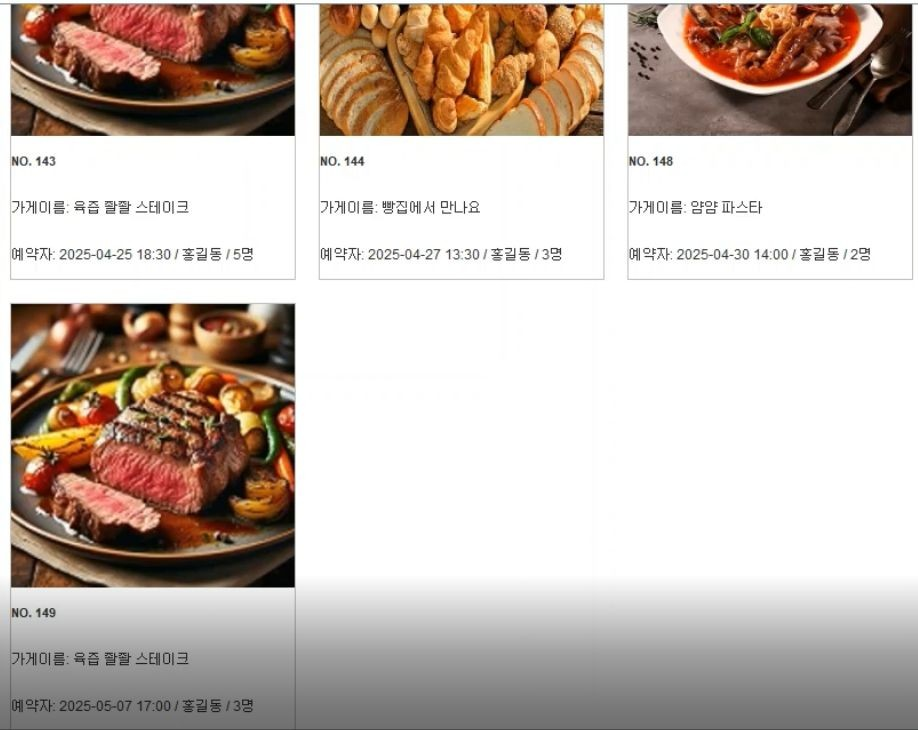 NO. 143
가게이름: 육즙 팔팔 스테이크
예약자: 2025-04-25 18:30 / 홍길동 / 5명
NO. 144
가게이름: 빵집에서 만나요
예약자: 2025-04-27 13:30 / 홍길동 / 3명
NO. 148
가게이름: 얌얌 파스타
예약자: 2025-04-30 14:00 / 홍길동 / 2명
NO. 149
가게이름: 육즙 팔팔 스테이크
예약자: 2025-05-07 17:00 / 홍길동 / 3명